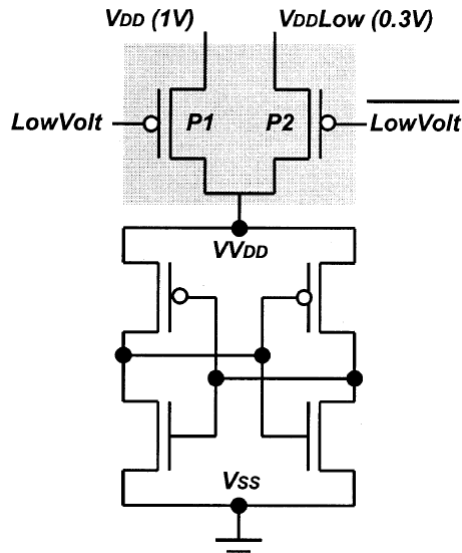 VDD (1V) VDDLow (0.3V)
LowVolt P1 P2 LowVolt
VVDD
VSS